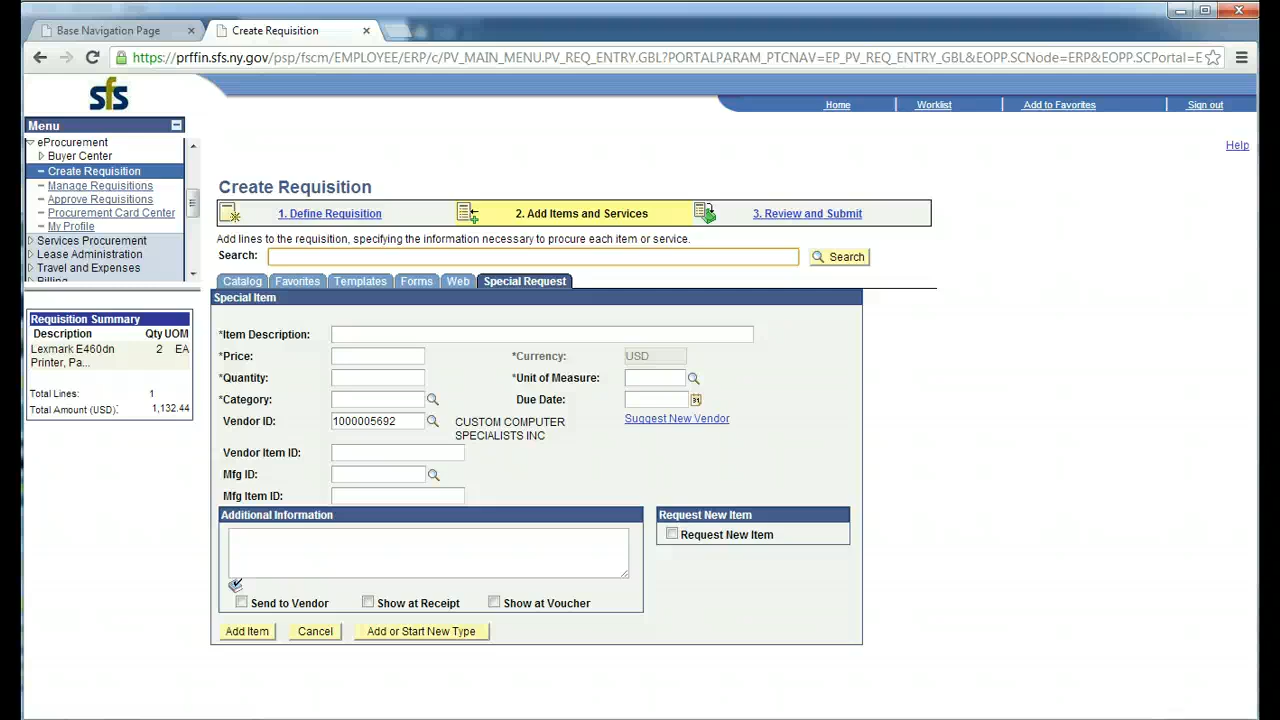 Base Navigation Page
Create Requisition
https://prffin.sfs.ny.gov/psp/fscm/EMPLOYEE/ERP/c/PV_MAIN_MENU.PV_REQ_ENTRY.GBL?PORTALPARAM_PTCNAV=EP_PV_REQ_ENTRY_GBL&EOPP.SCNode=ERP&EOPP.SCPortal=E
sfs
Home
Worklist
Add to Favorites
Sign out
Help
Menu
eProcurement
Buyer Center
Create Requisition
Manage Requisitions
Approve Requisitions
Procurement Card Center
My Profile
Services Procurement
Lease Administration
Travel and Expenses
Billing
Requisition Summary
Description Qty UOM
Lexmark E460dn 2 EA
Printer, Pa...
Total Lines: 1
Total Amount (USD): 1,132.44
Create Requisition
1. Define Requisition
2. Add Items and Services
3. Review and Submit
Add lines to the requisition, specifying the information necessary to procure each item or service.
Search:
Search
Catalog Favorites Templates Forms Web Special Request
Special Item
*Item Description:
*Price: *Currency: USD
*Quantity: *Unit of Measure:
*Category: Due Date: 31
Vendor ID: 1000005692 CUSTOM COMPUTER Suggest New Vendor
SPECIALISTS INC
Vendor Item ID:
Mfg ID:
Mfg Item ID:
Additional Information
Request New Item
Request New Item
Send to Vendor Show at Receipt Show at Voucher
Add Item Cancel Add or Start New Type